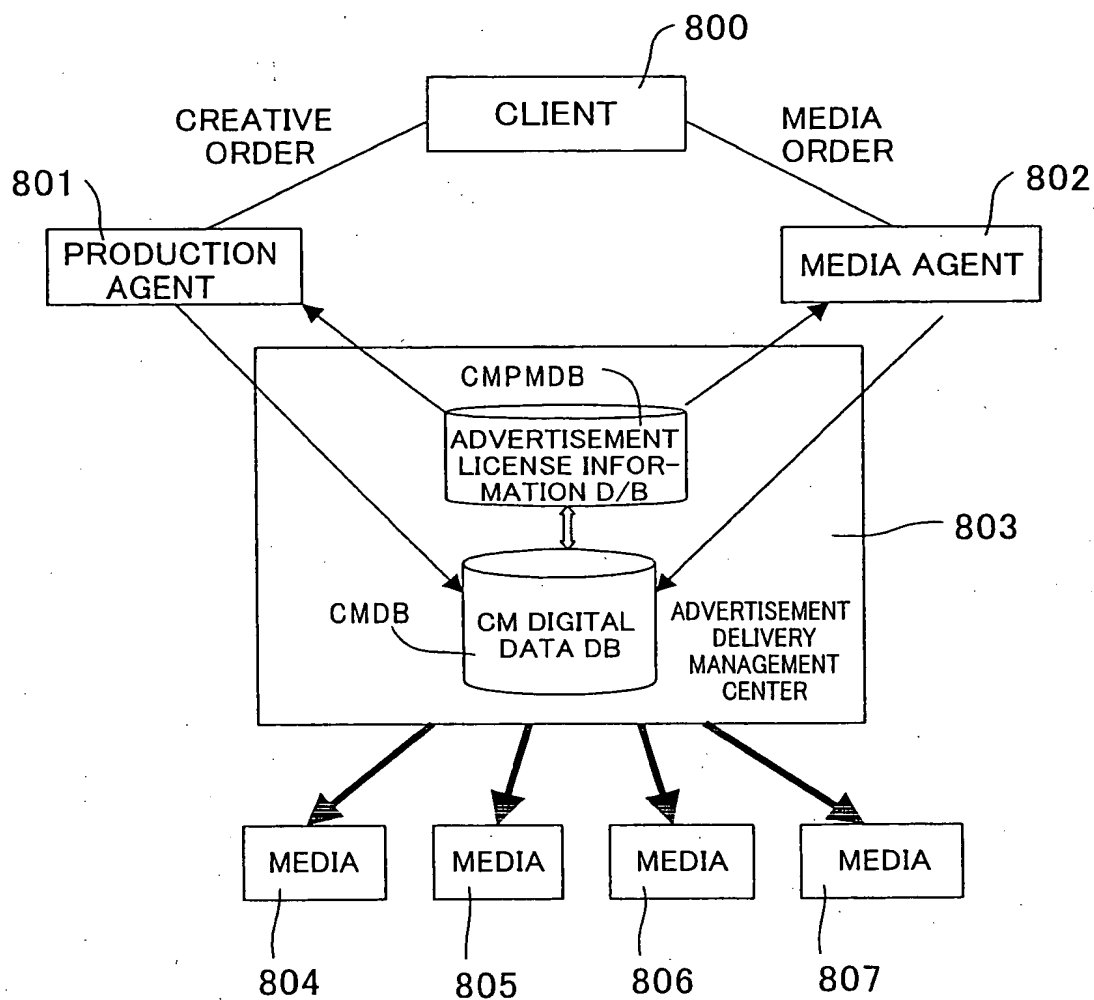 800
CLIENT
CREATIVE
ORDER
MEDIA
ORDER
801
802
PRODUCTION
AGENT
MEDIA AGENT
CMPMDB
ADVERTISEMENT
LICENSE INFOR-
MATION D/B
803
CMDB
CM DIGITAL
DATA DB
ADVERTISEMENT
DELIVERY
MANAGEMENT
CENTER
MEDIA
MEDIA
MEDIA
MEDIA
804
805
806
807